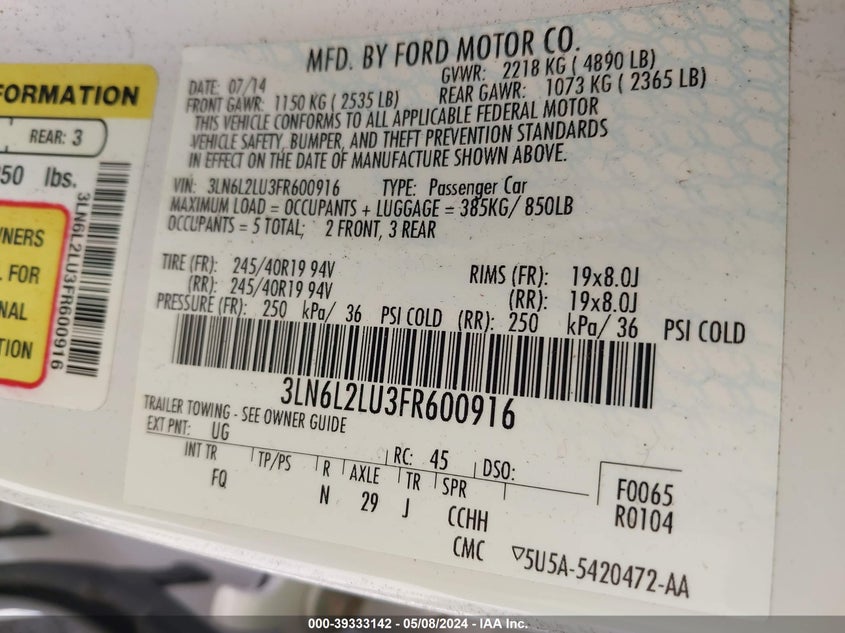 MFD. BY FORD MOTOR CO.
DATE: 07/14 GVWR: 2218 KG ( 4890 LB)
FRONT GAWR: 1150 KG ( 2535 LB) REAR GAWR: 1073 KG ( 2365 LB)
THIS VEHICLE CONFORMS TO ALL APPLICABLE FEDERAL MOTOR
VEHICLE SAFETY, BUMPER, AND THEFT PREVENTION STANDARDS
IN EFFECT ON THE DATE OF MANUFACTURE SHOWN ABOVE.
VIN: 3LN6L2LU3FR600916 TYPE: Passenger Car
MAXIMUM LOAD = OCCUPANTS + LUGGAGE = 385KG/ 850LB
OCCUPANTS = 5 TOTAL; 2 FRONT, 3 REAR
TIRE (FR): 245/40R19 94V RIMS (FR): 19x8.0J
(RR): 245/40R19 94V (RR): 19x8.0J
PRESSURE (FR): 250 kPa/ 36 PSI COLD (RR): 250 kPa/ 36 PSI COLD
3LN6L2LU3FR600916
TRAILER TOWING - SEE OWNER GUIDE
EXT PNT: UG RC: 45 DSO:
INT TR TP/PS R AXLE TR SPR
FQ N 29 J CCHH
CMC
F0065
R0104
▽5U5A-5420472-AA
FORMATION
REAR: 3
50 lbs.
3LN6L2LU3FR600916
NERS
L FOR
NAL
TION
000-39333142 - 05/08/2024 - IAA Inc.